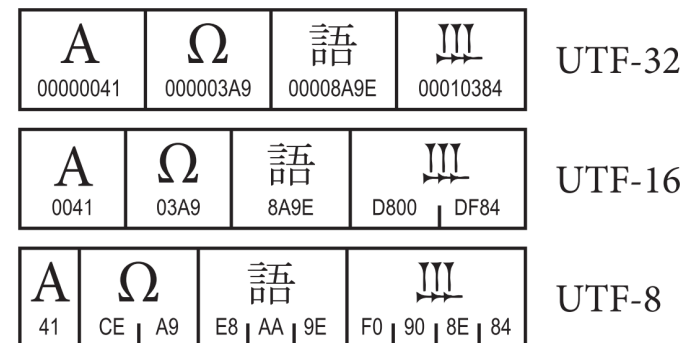 A Ω 語 𐎄 UTF-32
00000041 000003A9 00008A9E 00010384
A Ω 語 𐎄 UTF-16
0041 03A9 8A9E D800 DF84
A Ω 語 𐎄 UTF-8
41 CE A9 E8 AA 9E F0 90 8E 84